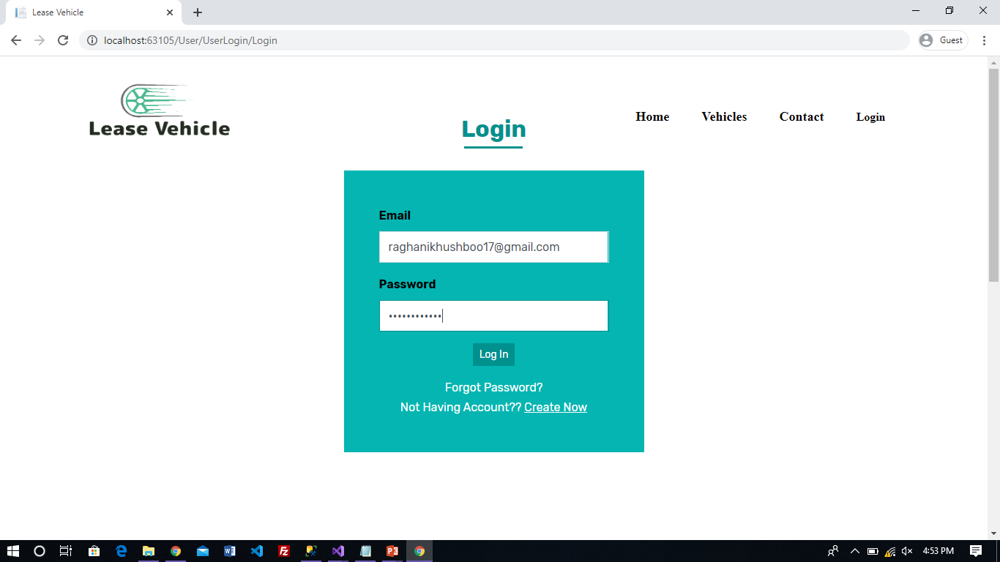 Lease Vehicle
localhost:63105/User/UserLogin/Login
Guest
Lease Vehicle
Home Vehicles Contact Login
Login
Email
raghanikhushboo17@gmail.com
Password
••••••••••••
Log In
Forgot Password?
Not Having Account?? Create Now
4:53 PM